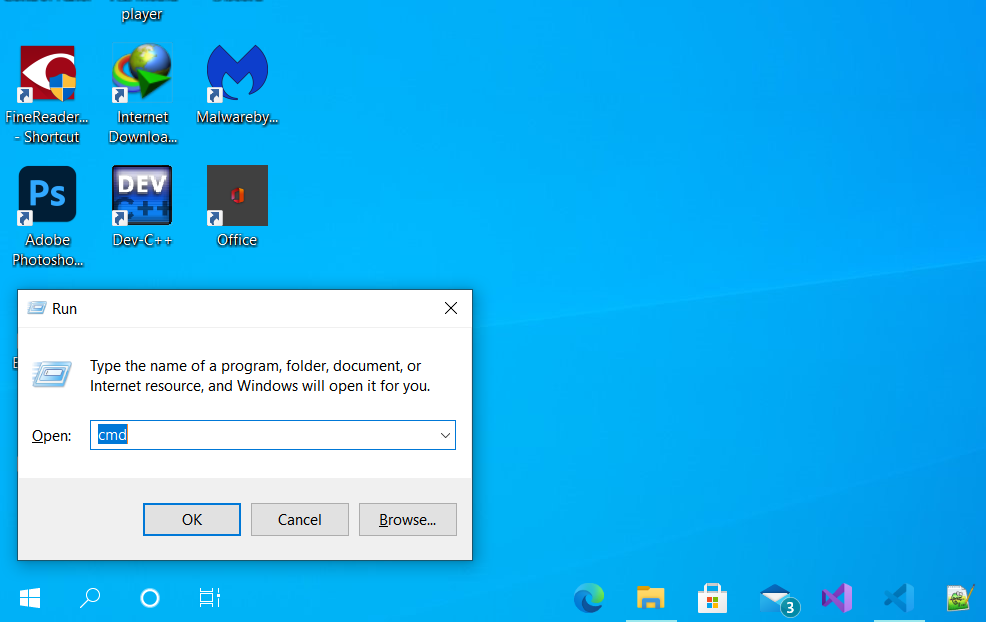 player
FineReader...
- Shortcut
Internet
Downloa...
Malwareby...
Ps
DEV
C++
Adobe
Photosho...
Dev-C++
Office
Run
Type the name of a program, folder, document, or
Internet resource, and Windows will open it for you.
Open:
cmd
OK
Cancel
Browse...
3